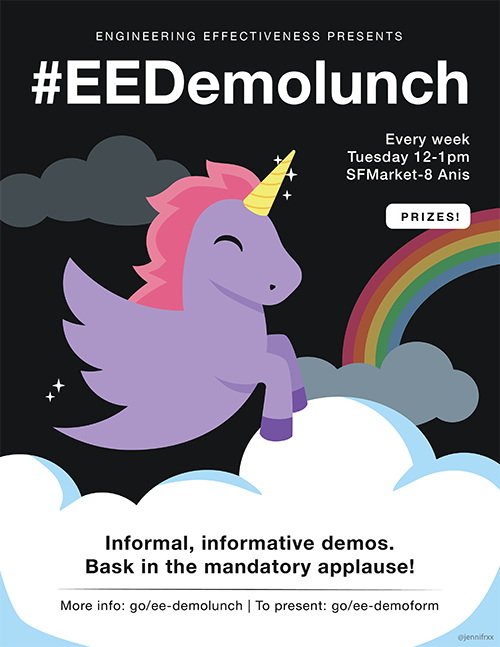 ENGINEERING EFFECTIVENESS PRESENTS
#EEDemolunch
Every week
Tuesday 12-1pm
SFMarket-8 Anis
PRIZES!
Informal, informative demos.
Bask in the mandatory applause!
More info: go/ee-demolunch | To present: go/ee-demoform
@jennifrxx